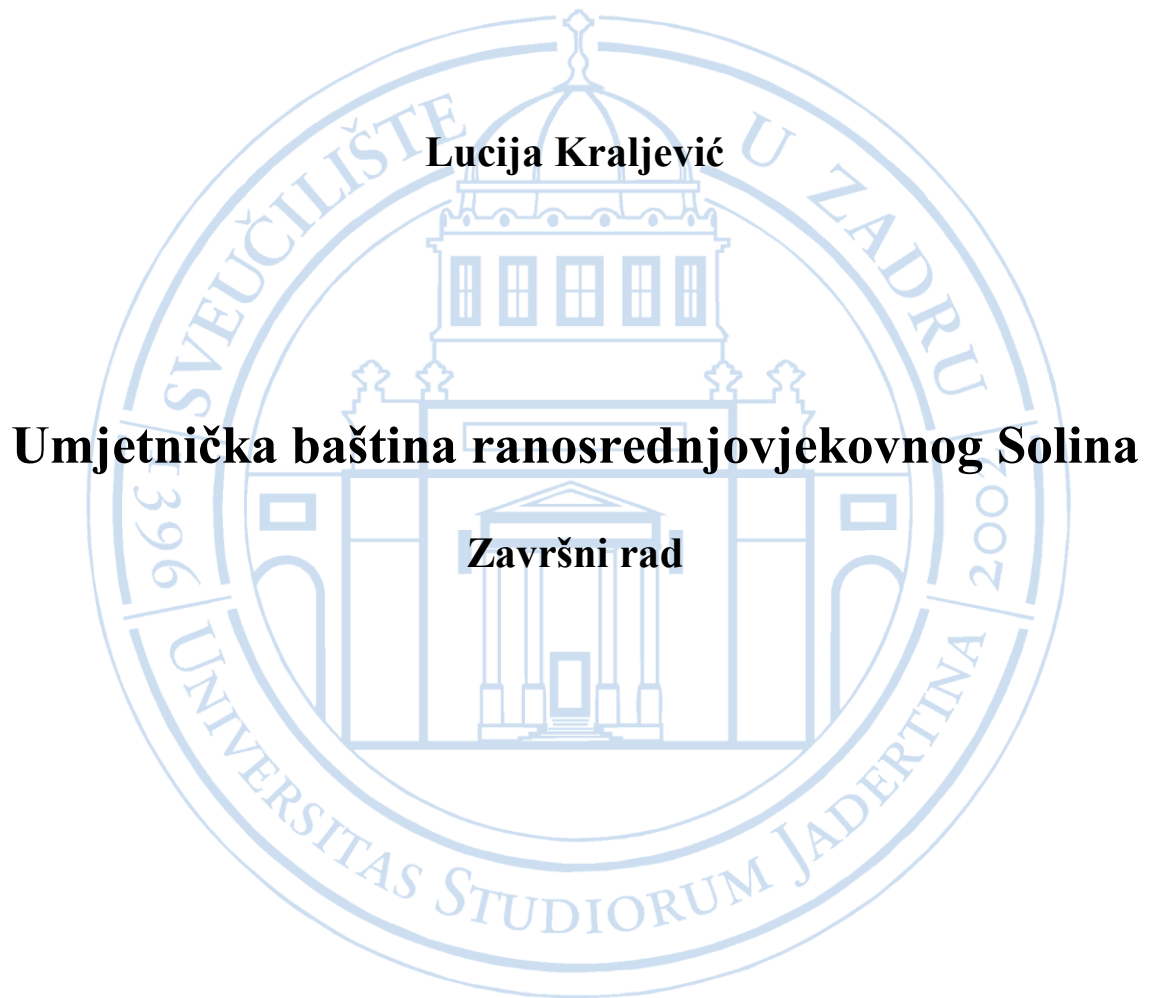 Lucija Kraljević
Umjetnička baština ranosrednjovjekovnog Solina
Završni rad
SVEUČILIŠTE U ZADRU
1396
2002
UNIVERSITAS STUDIORUM JADERTINA